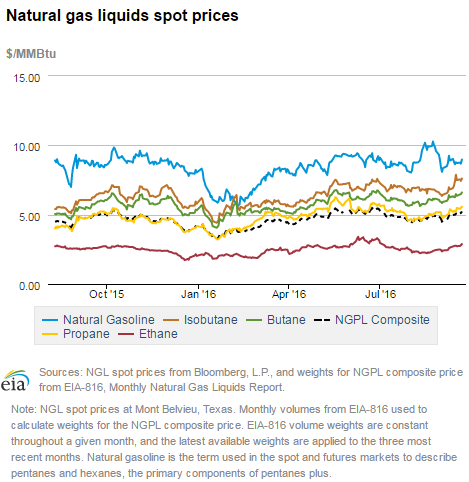 Natural gas liquids spot prices
$/MMBtu
15.00
10.00
5.00
0.00
Oct '15 Jan '16 Apr '16 Jul '16
Natural Gasoline Isobutane Butane NGPL Composite
Propane Ethane
eia
Sources: NGL spot prices from Bloomberg, L.P., and weights for NGPL composite price
from EIA-816, Monthly Natural Gas Liquids Report.
Note: NGL spot prices at Mont Belvieu, Texas. Monthly volumes from EIA-816 used to
calculate weights for the NGPL composite price. EIA-816 volume weights are constant
throughout a given month, and the latest available weights are applied to the three most
recent months. Natural gasoline is the term used in the spot and futures markets to describe
pentanes and hexanes, the primary components of pentanes plus.